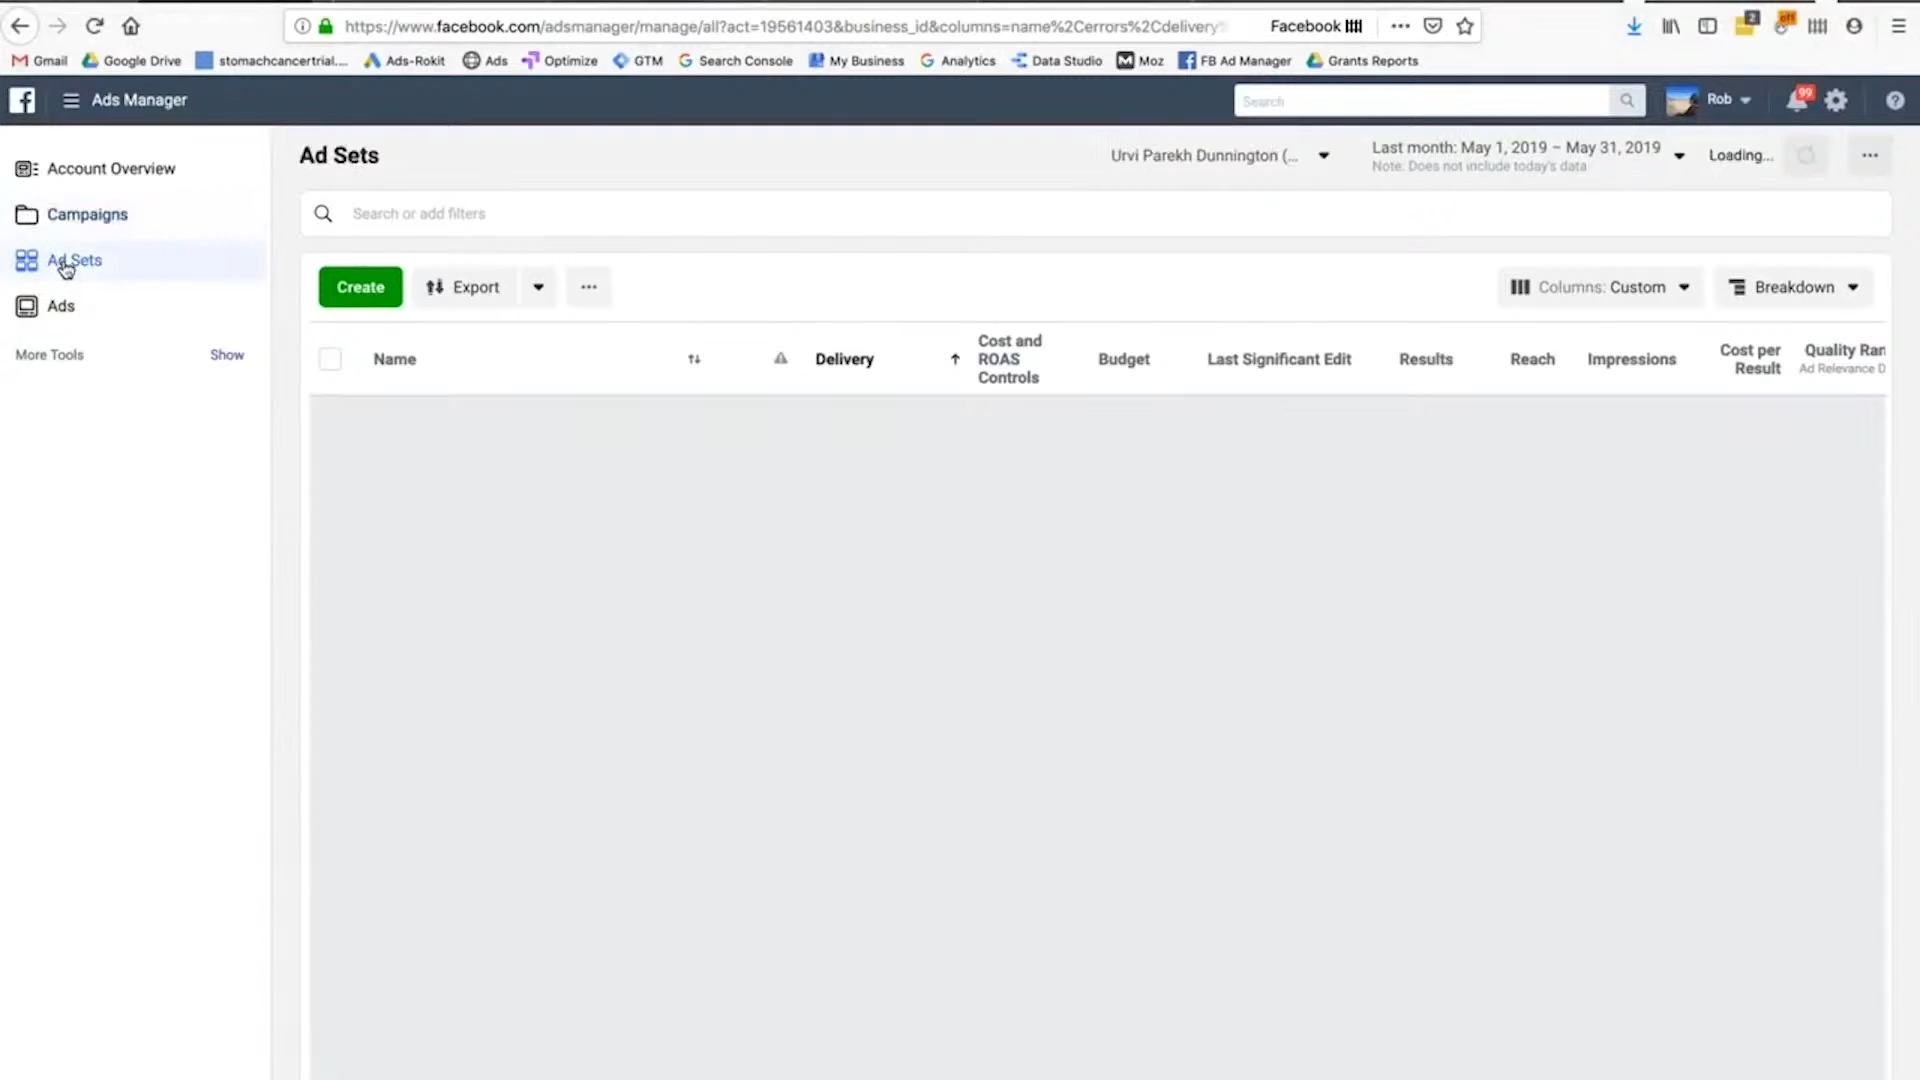 https://www.facebook.com/adsmanager/manage/all?act=19561403&business_id&columns=name%2Cerrors%2Cdelivery
Facebook
2
off
Gmail Google Drive stomachcancertrial.... Ads-Rokit Ads Optimize GTM Search Console My Business Analytics Data Studio Moz FB Ad Manager Grants Reports
Ads Manager
Search
Rob
99
Account Overview
Campaigns
Ad Sets
Ads
More Tools Show
Ad Sets
Urvi Parekh Dunnington (...
Last month: May 1, 2019 – May 31, 2019
Note: Does not include today's data
Loading...
Search or add filters
Create
Export
Columns: Custom
Breakdown
Name
Delivery
Cost and
ROAS
Controls
Budget
Last Significant Edit
Results
Reach
Impressions
Cost per
Result
Quality Ran
Ad Relevance D